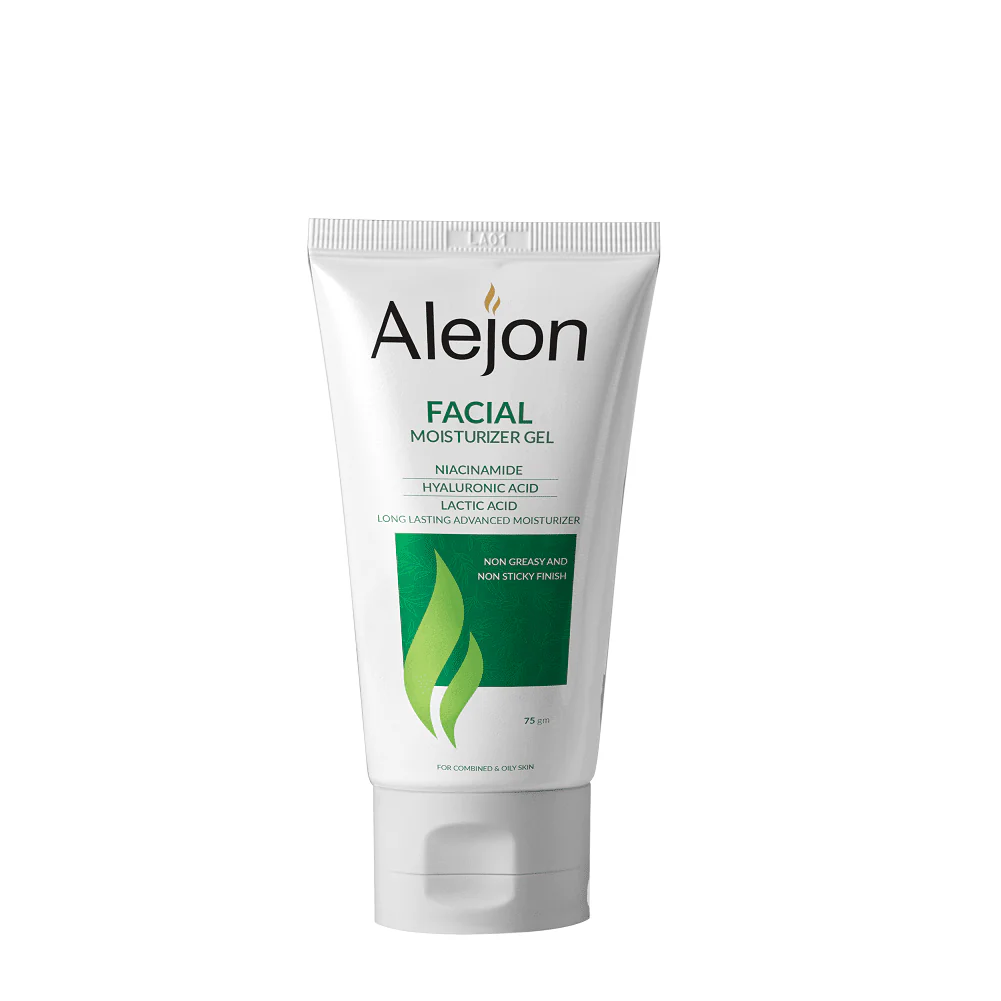 LA01
Alejon
FACIAL
MOISTURIZER GEL
NIACINAMIDE
HYALURONIC ACID
LACTIC ACID
LONG LASTING ADVANCED MOISTURIZER
NON GREASY AND
NON STICKY FINISH
75 gm
FOR COMBINED & OILY SKIN